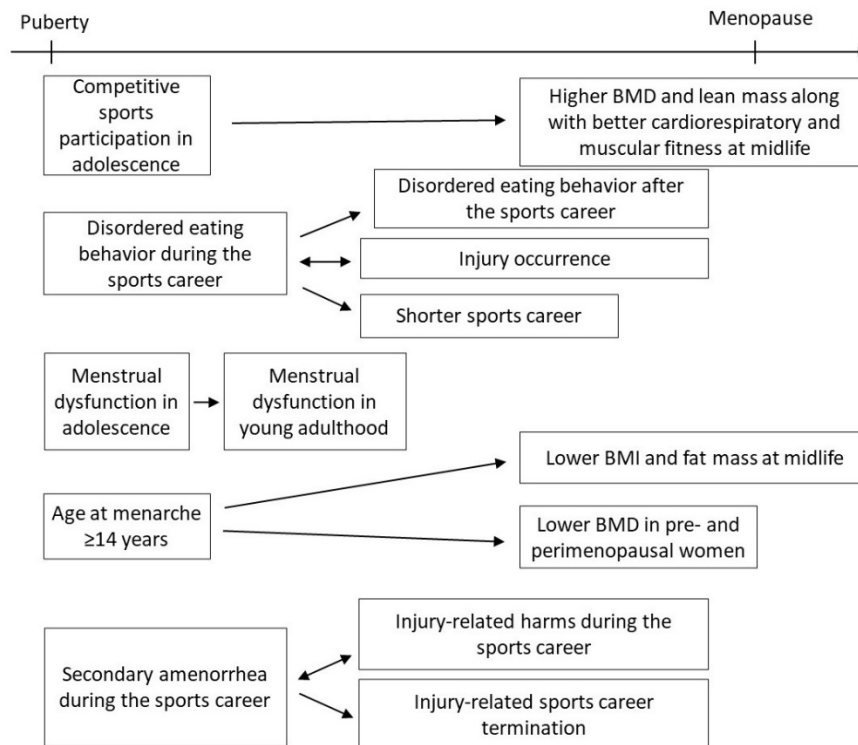 Puberty
Menopause
Competitive
sports
participation in
adolescence
Higher BMD and lean mass along
with better cardiorespiratory and
muscular fitness at midlife
Disordered eating
behavior during the
sports career
Disordered eating behavior after
the sports career
Injury occurrence
Shorter sports career
Menstrual
dysfunction in
adolescence
Menstrual
dysfunction in
young adulthood
Age at menarche
≥14 years
Lower BMI and fat mass at midlife
Lower BMD in pre- and
perimenopausal women
Secondary amenorrhea
during the sports career
Injury-related harms during the
sports career
Injury-related sports career
termination